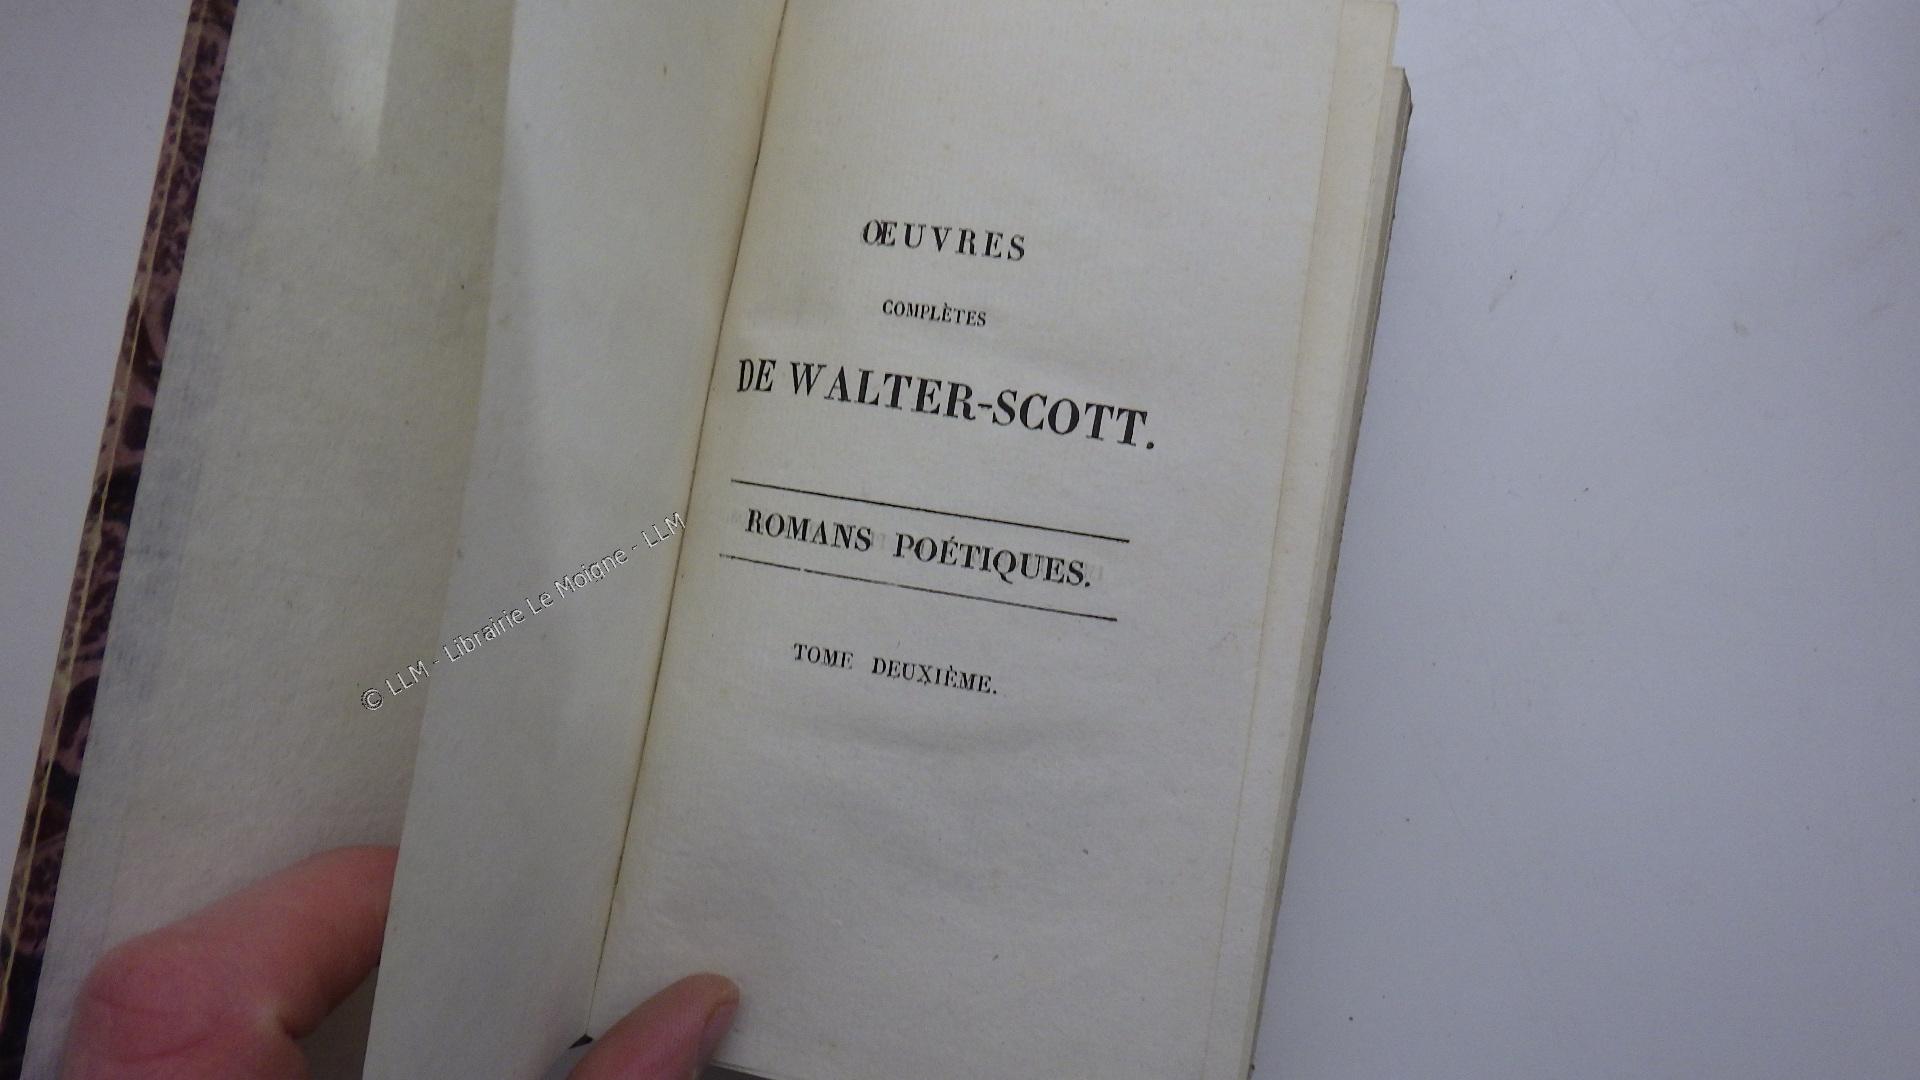 ŒUVRES
COMPLÈTES
DE WALTER-SCOTT.
ROMANS POÉTIQUES.
TOME DEUXIÈME.
© LLM - Librairie Le Moigne - LLM